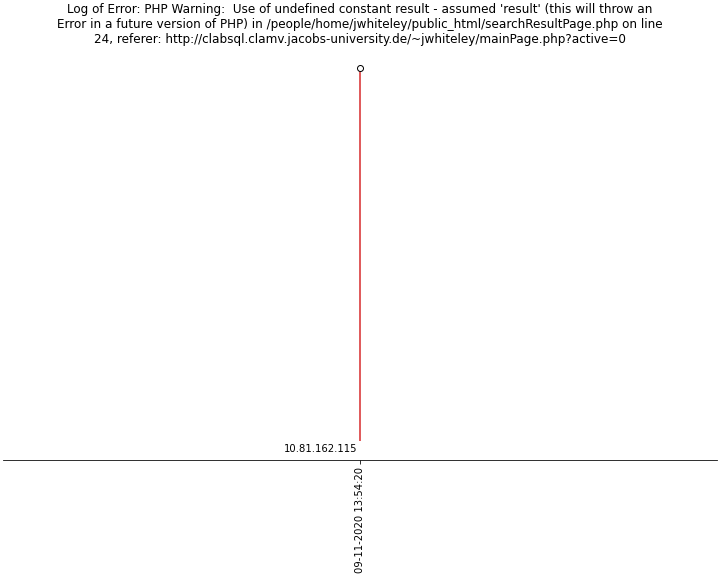 Log of Error: PHP Warning:  Use of undefined constant result - assumed 'result' (this will throw an
Error in a future version of PHP) in /people/home/jwhiteley/public_html/searchResultPage.php on line
24, referer: http://clabsql.clamv.jacobs-university.de/~jwhiteley/mainPage.php?active=0
10.81.162.115
09-11-2020 13:54:20